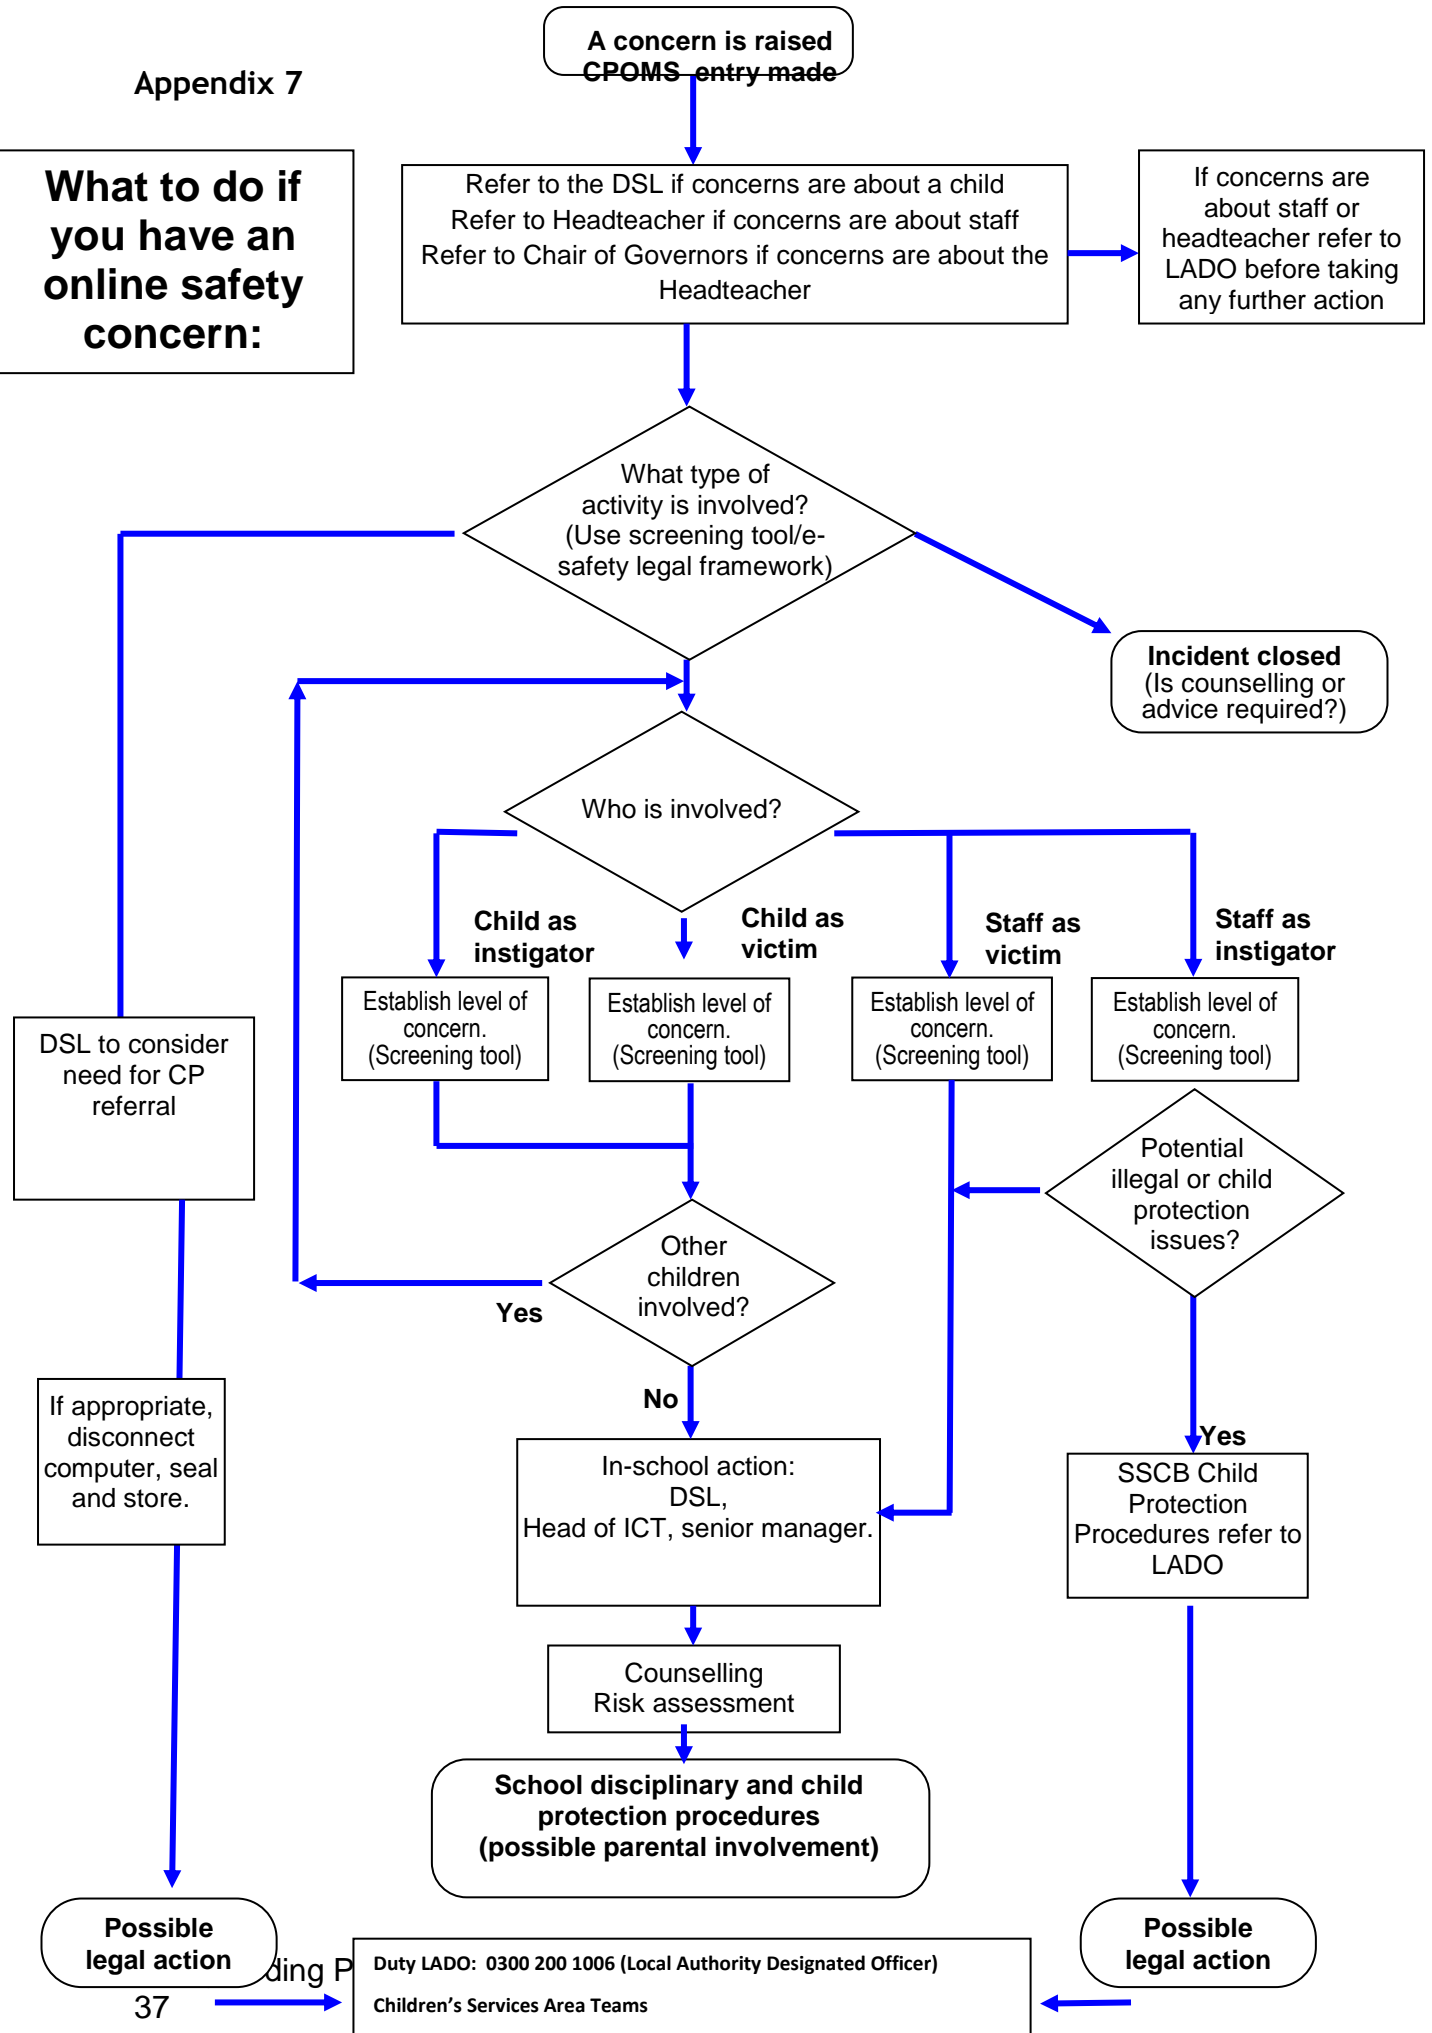 A concern is raised
CPOMS entry made
Appendix 7
What to do if
you have an
online safety
concern:
Refer to the DSL if concerns are about a child
Refer to Headteacher if concerns are about staff
Refer to Chair of Governors if concerns are about the
Headteacher
If concerns are
about staff or
headteacher refer to
LADO before taking
any further action
What type of
activity is involved?
(Use screening tool/e-
safety legal framework)
Incident closed
(Is counselling or
advice required?)
Who is involved?
Child as
instigator
Child as
victim
Staff as
victim
Staff as
instigator
Establish level of
concern.
(Screening tool)
Establish level of
concern.
(Screening tool)
Establish level of
concern.
(Screening tool)
Establish level of
concern.
(Screening tool)
DSL to consider
need for CP
referral
Potential
illegal or child
protection
issues?
Other
children
involved?
Yes
No
If appropriate,
disconnect
computer, seal
and store.
Yes
In-school action:
DSL,
Head of ICT, senior manager.
SSCB Child
Protection
Procedures refer to
LADO
Counselling
Risk assessment
School disciplinary and child
protection procedures
(possible parental involvement)
Possible
legal action
Possible
legal action
ding P
37
Duty LADO: 0300 200 1006 (Local Authority Designated Officer)
Children's Services Area Teams